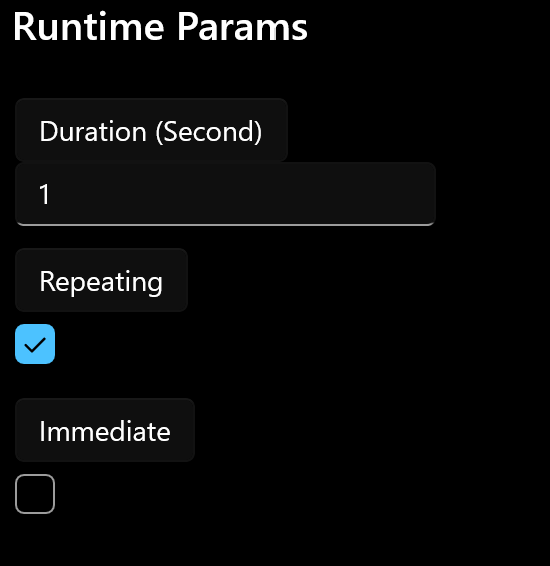 Runtime Params
Duration (Second)
1
Repeating
Immediate